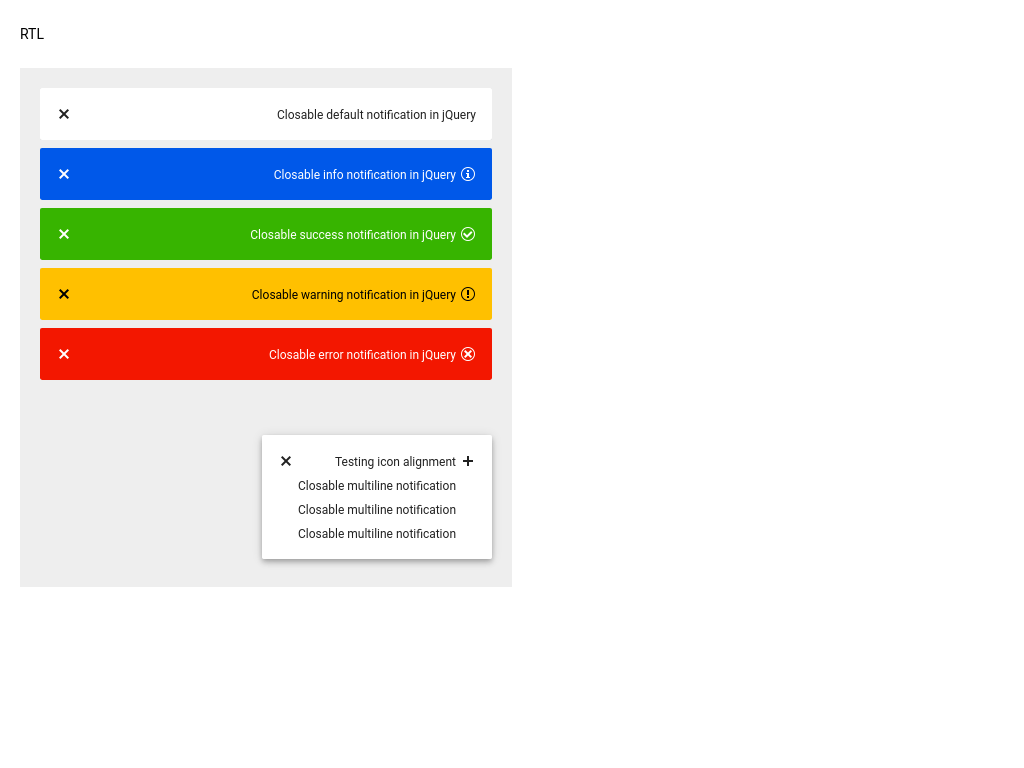 RTL
Closable default notification in jQuery
Closable info notification in jQuery
Closable success notification in jQuery
Closable warning notification in jQuery
Closable error notification in jQuery
Testing icon alignment
Closable multiline notification
Closable multiline notification
Closable multiline notification